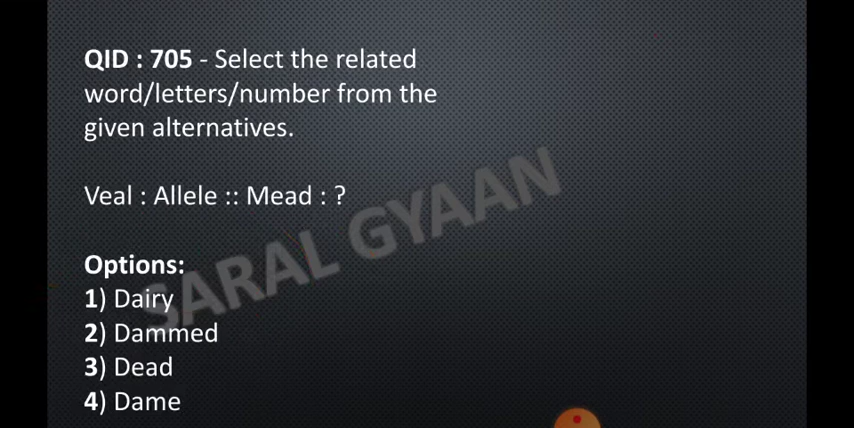 QID : 705 - Select the related
word/letters/number from the
given alternatives.
Veal : Allele :: Mead : ?
Options:
1) Dairy
2) Dammed
3) Dead
4) Dame
SARAL GYAAN